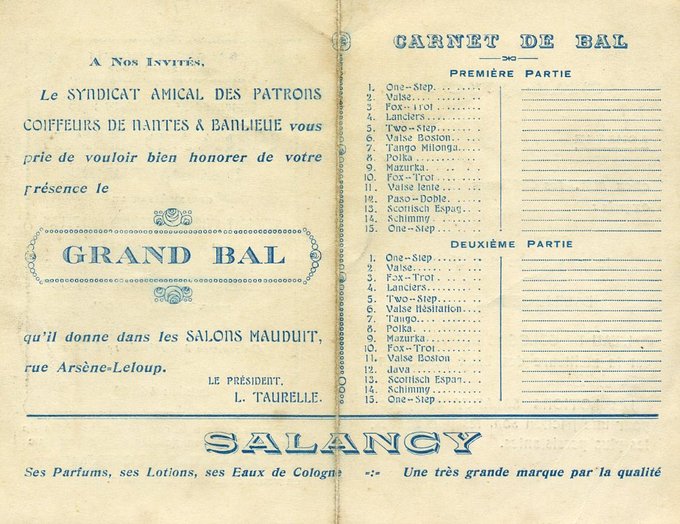 A Nos Invités,
Le SYNDICAT AMICAL DES PATRONS
COIFFEURS DE NANTES & BANLIEUE vous
prie de vouloir bien honorer de votre
présence le
GRAND BAL
qu'il donne dans les SALONS MAUDUIT,
rue Arsène-Leloup.
LE PRÉSIDENT,
L. TAURELLE.
CARNET DE BAL
PREMIÈRE PARTIE
1. One-Step
2. Valse
3. Fox-Trot
4. Lanciers
5. Two-Step
6. Valse Boston
7. Tango Milonga
8. Polka
9. Mazurka
10. Fox-Trot
11. Valse lente
12. Paso-Doble
13. Scottisch Espag.
14. Schimmy
15. One-Step
DEUXIÈME PARTIE
1. One-Step
2. Valse
3. Fox-Trot
4. Lanciers
5. Two-Step
6. Valse Hésitation
7. Tango
8. Polka
9. Mazurka
10. Fox-Trot
11. Valse Boston
12. Java
13. Scottisch Espag.
14. Schimmy
15. One-Step
SALANCY
Ses Parfums, ses Lotions, ses Eaux de Cologne -:- Une très grande marque par la qualité